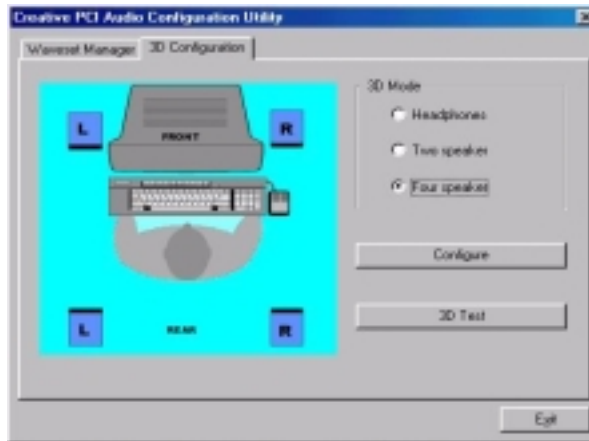 Creative PCI Audio Configuration Utility
Waveset Manager
3D Configuration
L
FRONT
R
L
REAR
R
3D Mode
Headphones
Two speaker
Four speaker
Configure
3D Test
Exit